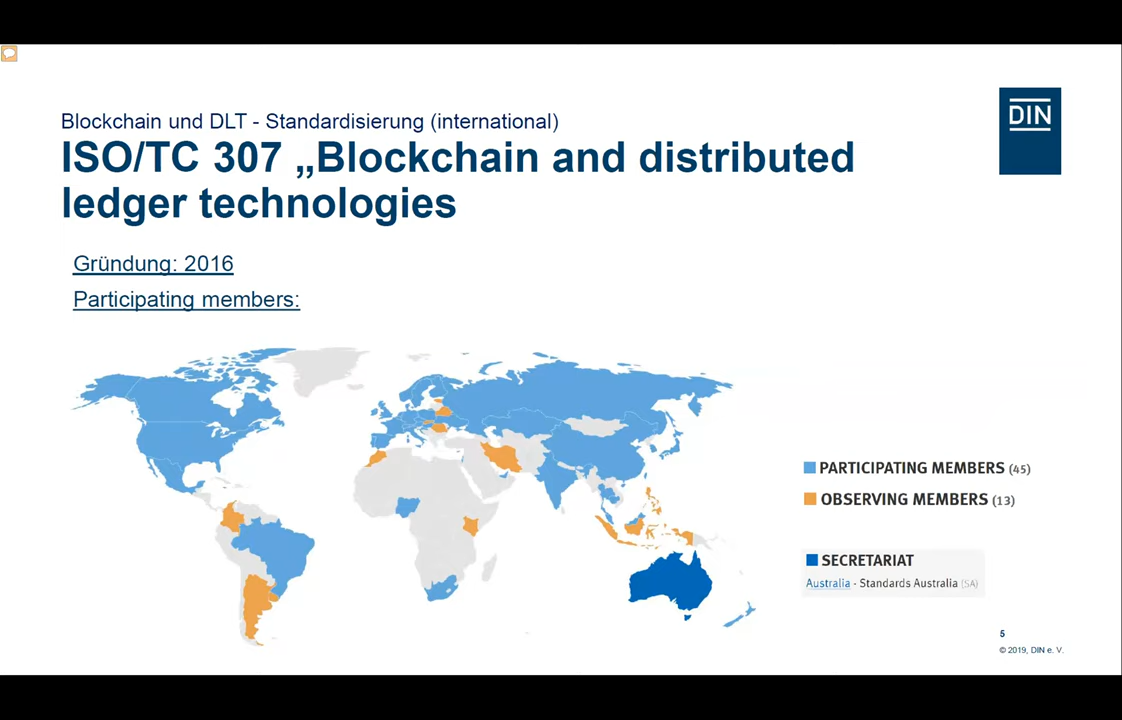 Blockchain und DLT - Standardisierung (international)
DIN
ISO/TC 307 „Blockchain and distributed
ledger technologies
Gründung: 2016
Participating members:
PARTICIPATING MEMBERS (45)
OBSERVING MEMBERS (13)
SECRETARIAT
Australia · Standards Australia (SA)
5
© 2019, DIN e. V.